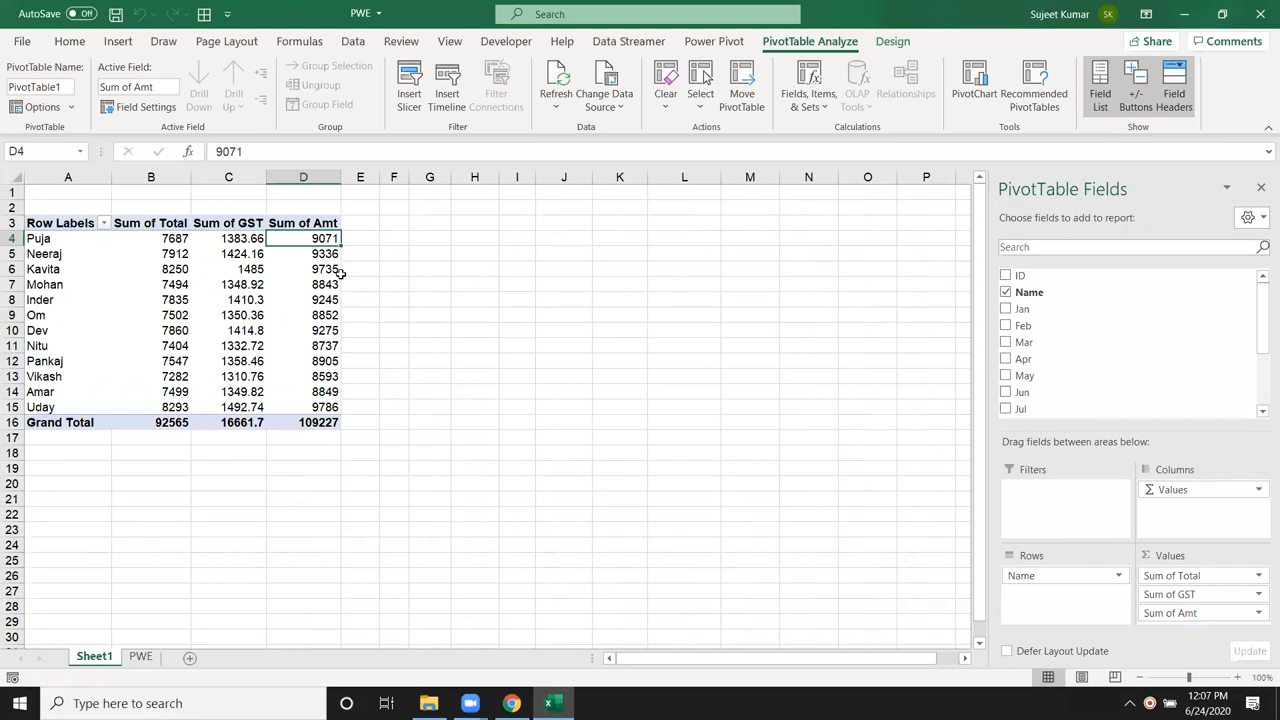 AutoSave Off PWE Search Sujeet Kumar SK
File Home Insert Draw Page Layout Formulas Data Review View Developer Help Data Streamer Power Pivot PivotTable Analyze Design Share Comments
PivotTable Name:
PivotTable1
Options
PivotTable
Active Field:
Sum of Amt
Field Settings
Drill Down
Drill Up
Active Field
Group Selection
Ungroup
Group Field
Group
Insert Slicer
Insert Timeline
Filter Connections
Filter
Refresh
Change Data Source
Data
Clear
Select
Move PivotTable
Actions
Fields, Items, & Sets
OLAP Tools
Relationships
Calculations
PivotChart
Recommended PivotTables
Tools
Field List
+/- Buttons
Field Headers
Show
D4 fx 9071
A B C D E F G H I J K L M N O P
1
2
3 Row Labels Sum of Total Sum of GST Sum of Amt
4 Puja 7687 1383.66 9071
5 Neeraj 7912 1424.16 9336
6 Kavita 8250 1485 9735
7 Mohan 7494 1348.92 8843
8 Inder 7835 1410.3 9245
9 Om 7502 1350.36 8852
10 Dev 7860 1414.8 9275
11 Nitu 7404 1332.72 8737
12 Pankaj 7547 1358.46 8905
13 Vikash 7282 1310.76 8593
14 Amar 7499 1349.82 8849
15 Uday 8293 1492.74 9786
16 Grand Total 92565 16661.7 109227
17
18
19
20
21
22
23
24
25
26
27
28
29
30
PivotTable Fields
Choose fields to add to report:
Search
ID
Name
Jan
Feb
Mar
Apr
May
Jun
Jul
Drag fields between areas below:
Filters
Columns
Σ Values
Rows
Name
Σ Values
Sum of Total
Sum of GST
Sum of Amt
Defer Layout Update Update
Sheet1 PWE
100%
Type here to search
12:07 PM
6/24/2020